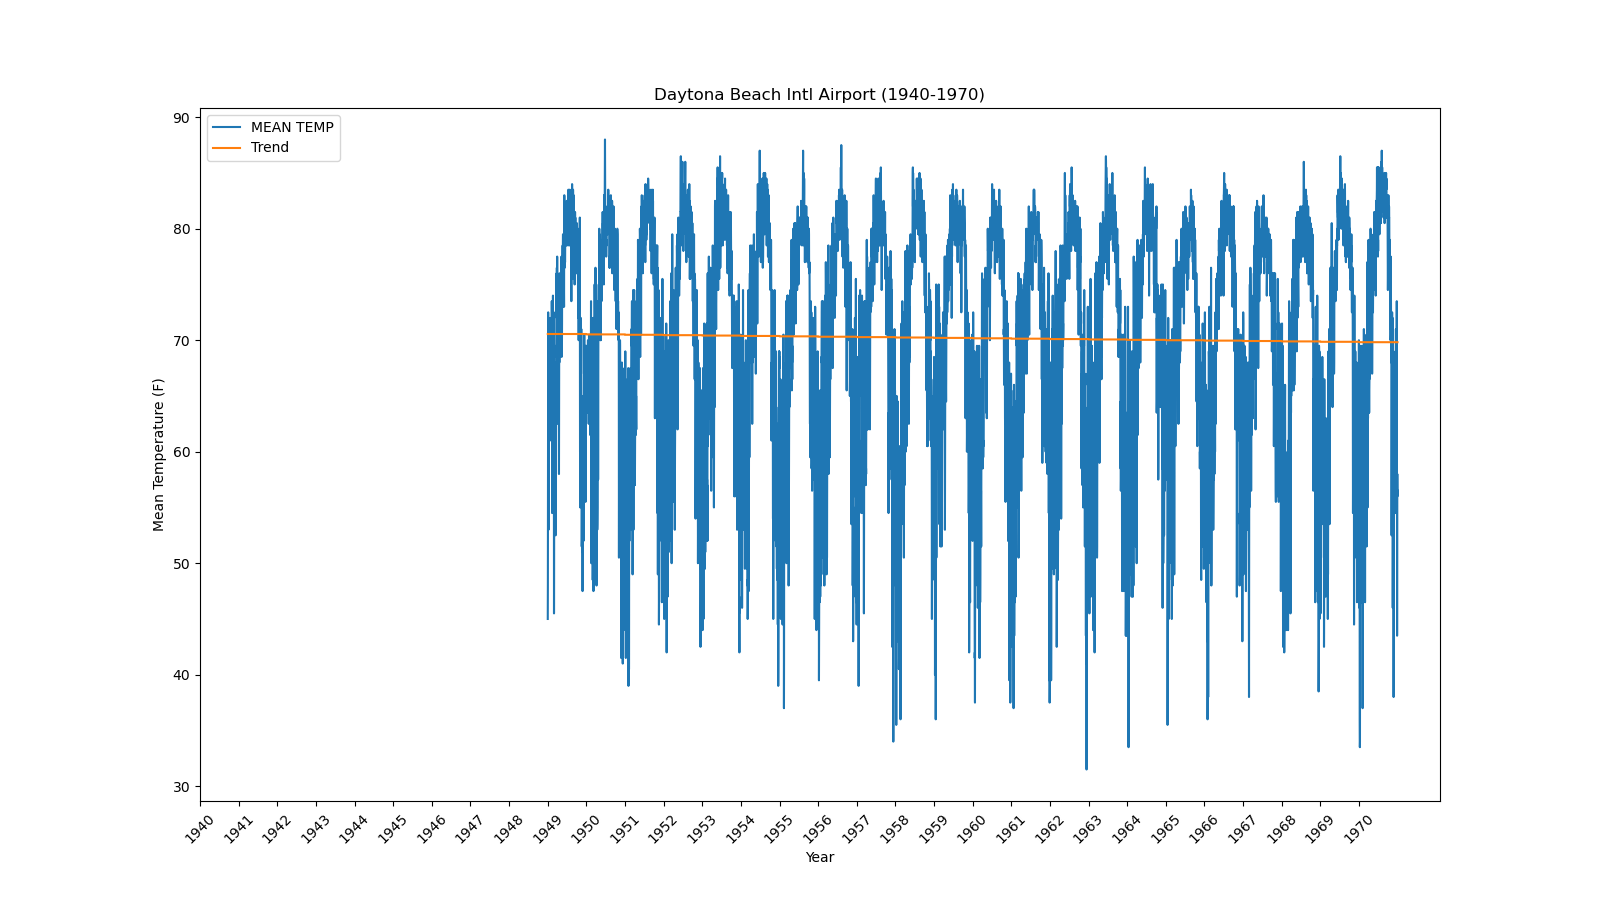 Daytona Beach Intl Airport (1940-1970)
MEAN TEMP
Trend
90
80
70
60
50
40
30
Mean Temperature (F)
1940 1941 1942 1943 1944 1945 1946 1947 1948 1949 1950 1951 1952 1953 1954 1955 1956 1957 1958 1959 1960 1961 1962 1963 1964 1965 1966 1967 1968 1969 1970
Year